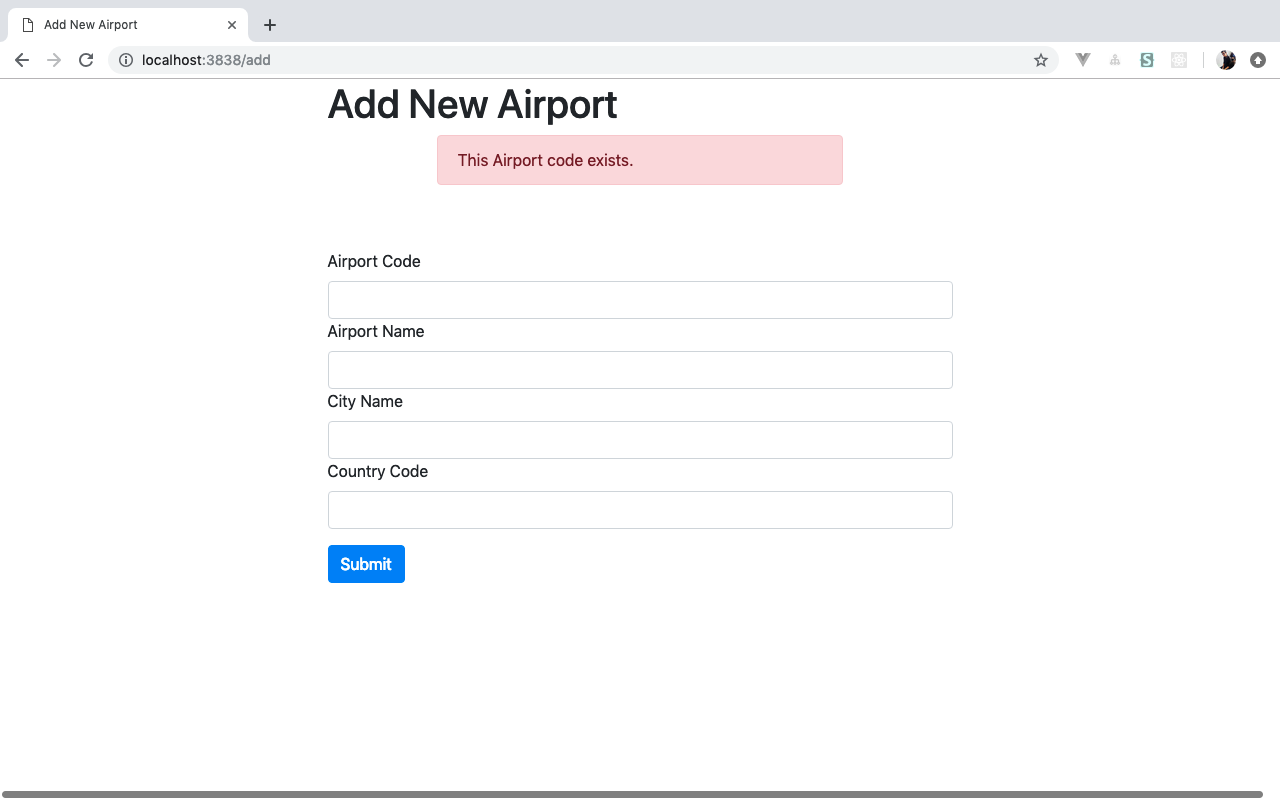 Add New Airport
localhost:3838/add
S
Add New Airport
This Airport code exists.
Airport Code
Airport Name
City Name
Country Code
Submit